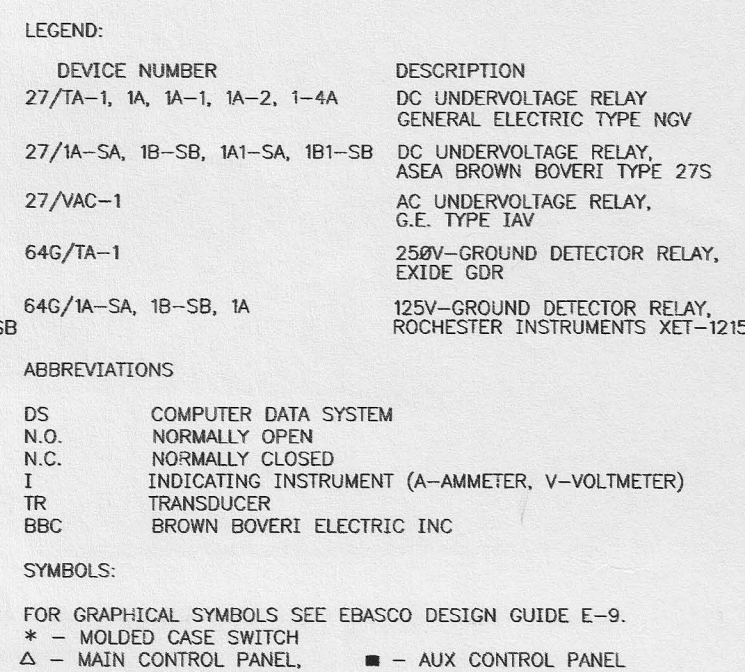 LEGEND:
DEVICE NUMBER DESCRIPTION
27/TA-1, 1A, 1A-1, 1A-2, 1-4A DC UNDERVOLTAGE RELAY
GENERAL ELECTRIC TYPE NGV
27/1A-SA, 1B-SB, 1A1-SA, 1B1-SB DC UNDERVOLTAGE RELAY,
ASEA BROWN BOVERI TYPE 27S
27/VAC-1 AC UNDERVOLTAGE RELAY,
G.E. TYPE IAV
64G/TA-1 250V-GROUND DETECTOR RELAY,
EXIDE GDR
64G/1A-SA, 1B-SB, 1A 125V-GROUND DETECTOR RELAY,
SB ROCHESTER INSTRUMENTS XET-1215
ABBREVIATIONS
DS COMPUTER DATA SYSTEM
N.O. NORMALLY OPEN
N.C. NORMALLY CLOSED
I INDICATING INSTRUMENT (A-AMMETER, V-VOLTMETER)
TR TRANSDUCER
BBC BROWN BOVERI ELECTRIC INC
SYMBOLS:
FOR GRAPHICAL SYMBOLS SEE EBASCO DESIGN GUIDE E-9.
* - MOLDED CASE SWITCH
△ - MAIN CONTROL PANEL, ■ - AUX CONTROL PANEL